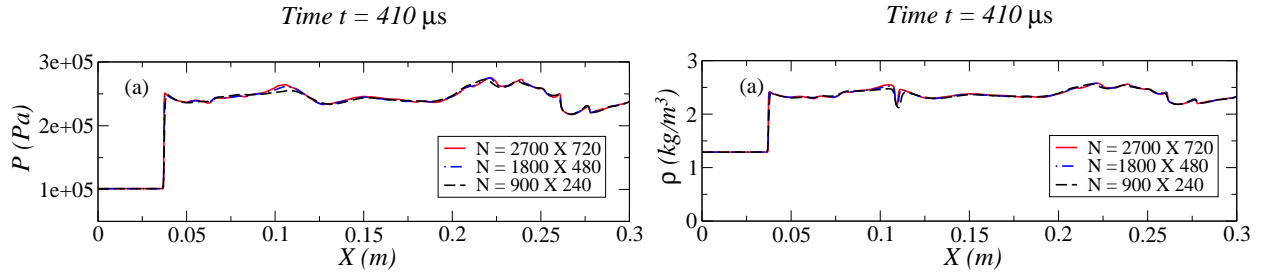 Time t = 410 μs
P (Pa)
3e+05
2e+05
1e+05
(a)
N = 2700 X 720
N = 1800 X 480
N = 900 X 240
0 0.05 0.1 0.15 0.2 0.25 0.3
X (m)
Time t = 410 μs
ρ (kg/m³)
3
2
1
0
(a)
N = 2700 X 720
N =1800 X 480
N = 900 X 240
0 0.05 0.1 0.15 0.2 0.25 0.3
X (m)